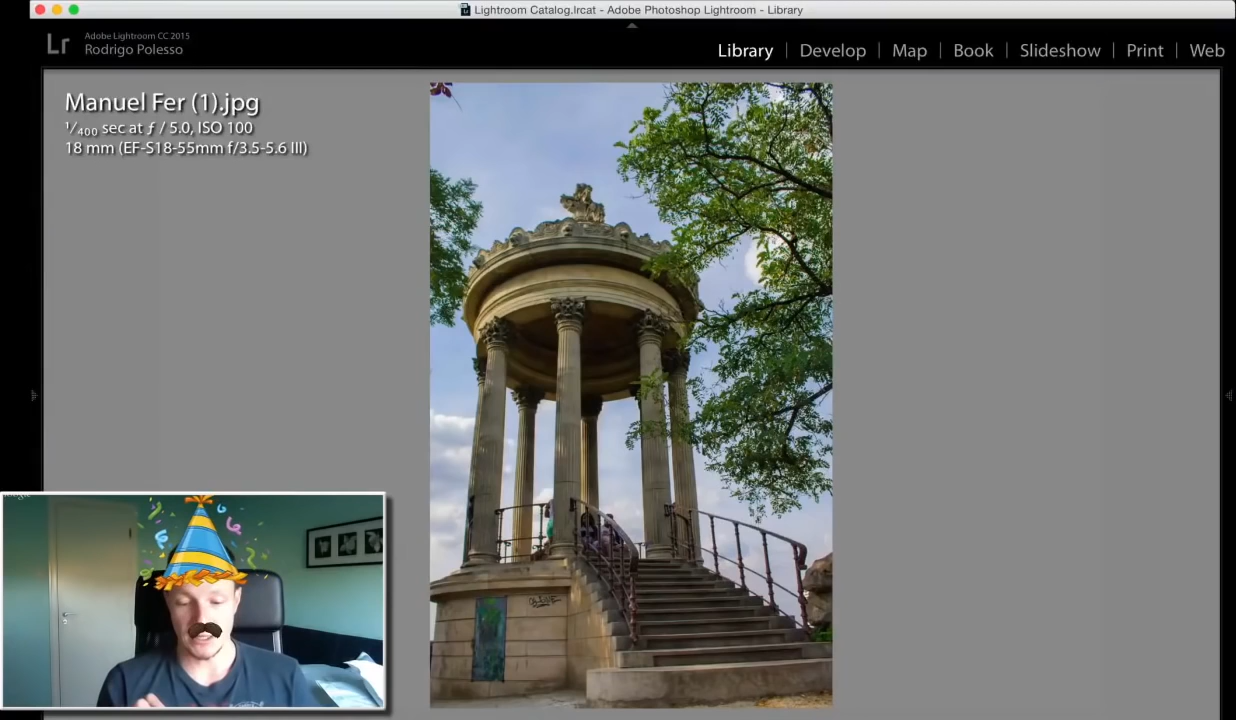 Lightroom Catalog.lrcat - Adobe Photoshop Lightroom - Library
Lr
Adobe Lightroom CC 2015
Rodrigo Polesso
Library | Develop | Map | Book | Slideshow | Print | Web
Manuel Fer (1).jpg
1/400 sec at ƒ / 5.0, ISO 100
18 mm (EF-S18-55mm f/3.5-5.6 III)